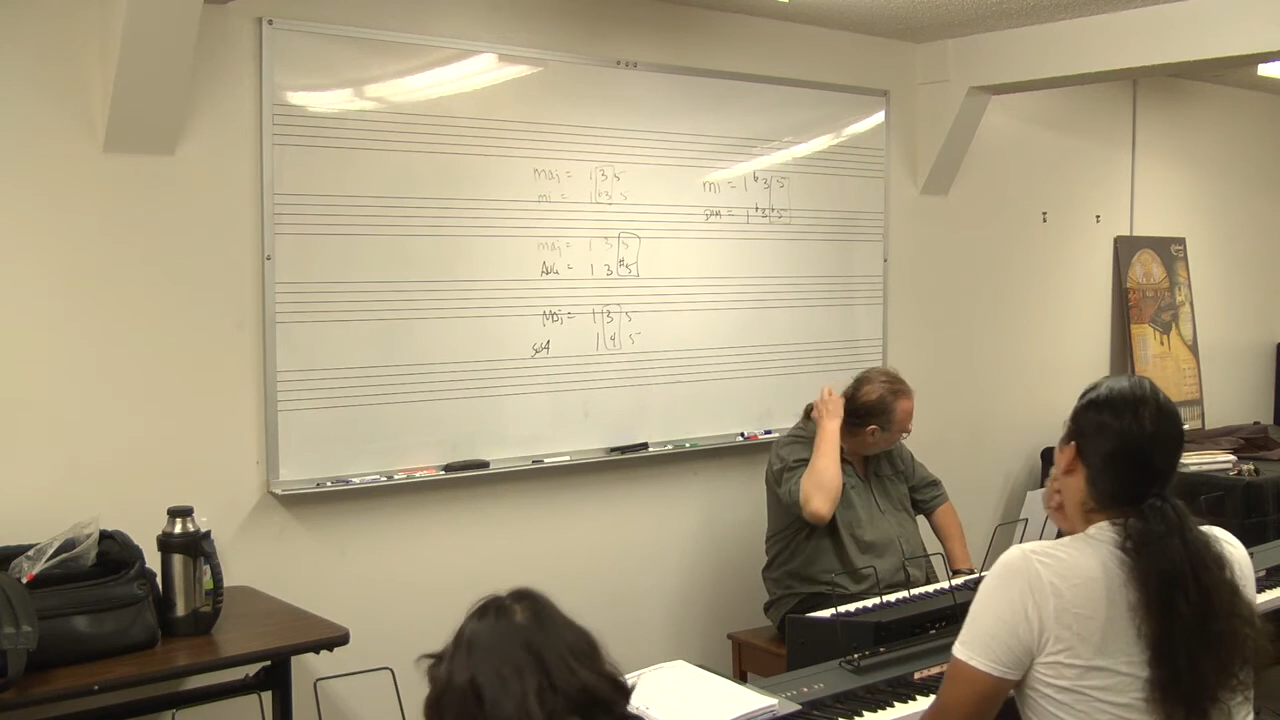 maj = 1 3 5
mi = 1 b3 5
maj = 1 3 5
AUG = 1 3 #5
Maj = 1 3 5
sus4 1 4 5
mi = 1 b3 5
DIM = 1 b3 b5